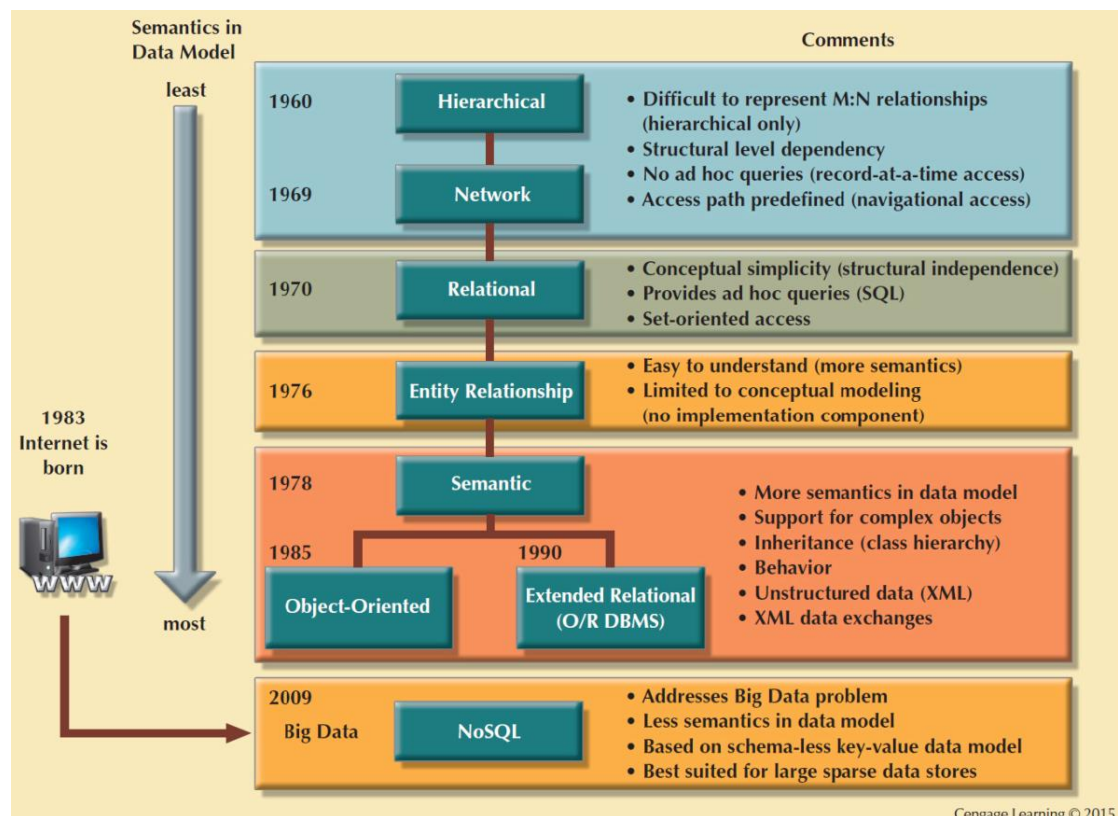 Semantics in
Data Model
Comments
least
1960
Hierarchical
• Difficult to represent M:N relationships
(hierarchical only)
• Structural level dependency
• No ad hoc queries (record-at-a-time access)
• Access path predefined (navigational access)
1969
Network
1970
Relational
• Conceptual simplicity (structural independence)
• Provides ad hoc queries (SQL)
• Set-oriented access
1976
Entity Relationship
• Easy to understand (more semantics)
• Limited to conceptual modeling
(no implementation component)
1983
Internet is
born
WWW
1978
Semantic
1985
Object-Oriented
1990
Extended Relational
(O/R DBMS)
• More semantics in data model
• Support for complex objects
• Inheritance (class hierarchy)
• Behavior
• Unstructured data (XML)
• XML data exchanges
most
2009
Big Data
NoSQL
• Addresses Big Data problem
• Less semantics in data model
• Based on schema-less key-value data model
• Best suited for large sparse data stores
Cengage Learning © 2015